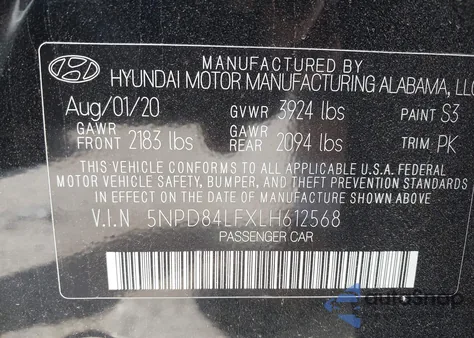 MANUFACTURED BY
HYUNDAI MOTOR MANUFACTURING ALABAMA, LLC
Aug/01/20 GVWR 3924 lbs PAINT S3
GAWR FRONT 2183 lbs GAWR REAR 2094 lbs TRIM PK
THIS VEHICLE CONFORMS TO ALL APPLICABLE U.S.A. FEDERAL
MOTOR VEHICLE SAFETY, BUMPER, AND THEFT PREVENTION STANDARDS
IN EFFECT ON THE DATE OF MANUFACTURE SHOWN ABOVE
V.I.N 5NPD84LFXLH612568
PASSENGER CAR
autoSnap